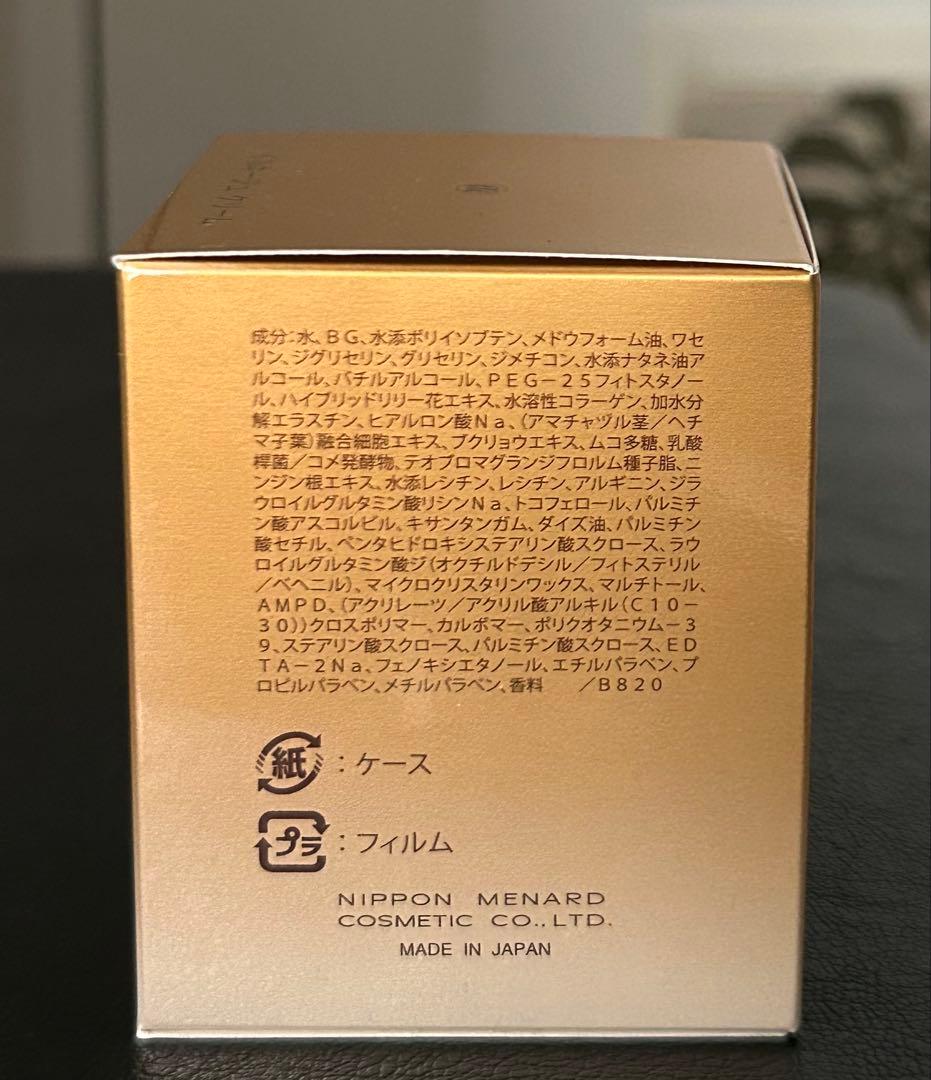 成分:水、BG、水添ポリイソブテン、メドウフォーム油、ワセ
リン、ジグリセリン、グリセリン、ジメチコン、水添ナタネ油ア
ルコール、バチルアルコール、PEG-25フィトスタノー
ル、ハイブリッドリリー花エキス、水溶性コラーゲン、加水分
解エラスチン、ヒアルロン酸Na、(アマチャヅル茎/ヘチ
マ子葉)融合細胞エキス、ブクリョウエキス、ムコ多糖、乳酸
桿菌/コメ発酵物、テオブロマグランジフロルム種子脂、ニ
ンジン根エキス、水添レシチン、レシチン、アルギニン、ジラ
ウロイルグルタミン酸リシンNa、トコフェロール、パルミチ
ン酸アスコルビル、キサンタンガム、ダイズ油、パルミチン
酸セチル、ペンタヒドロキシステアリン酸スクロース、ラウ
ロイルグルタミン酸ジ(オクチルドデシル/フィトステリル
/ベヘニル)、マイクロクリスタリンワックス、マルチトール、
AMPD、(アクリレーツ/アクリル酸アルキル(C10-
30))クロスポリマー、カルボマー、ポリクオタニウム-3
9、ステアリン酸スクロース、パルミチン酸スクロース、ED
TA-2Na、フェノキシエタノール、エチルパラベン、プ
ロピルパラベン、メチルパラベン、香料 /B820
紙:ケース
プラ:フィルム
NIPPON MENARD
COSMETIC CO.,LTD.
MADE IN JAPAN